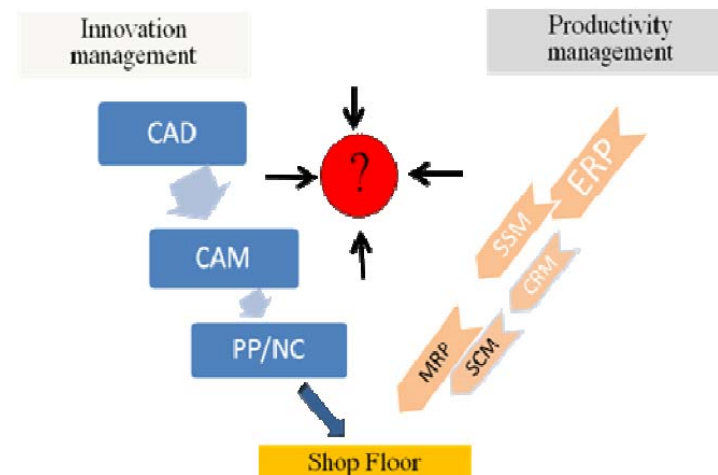 Innovation
management
Productivity
management
CAD
?
ERP
SSM
CAM
CRM
PP/NC
MRP
SCM
Shop Floor